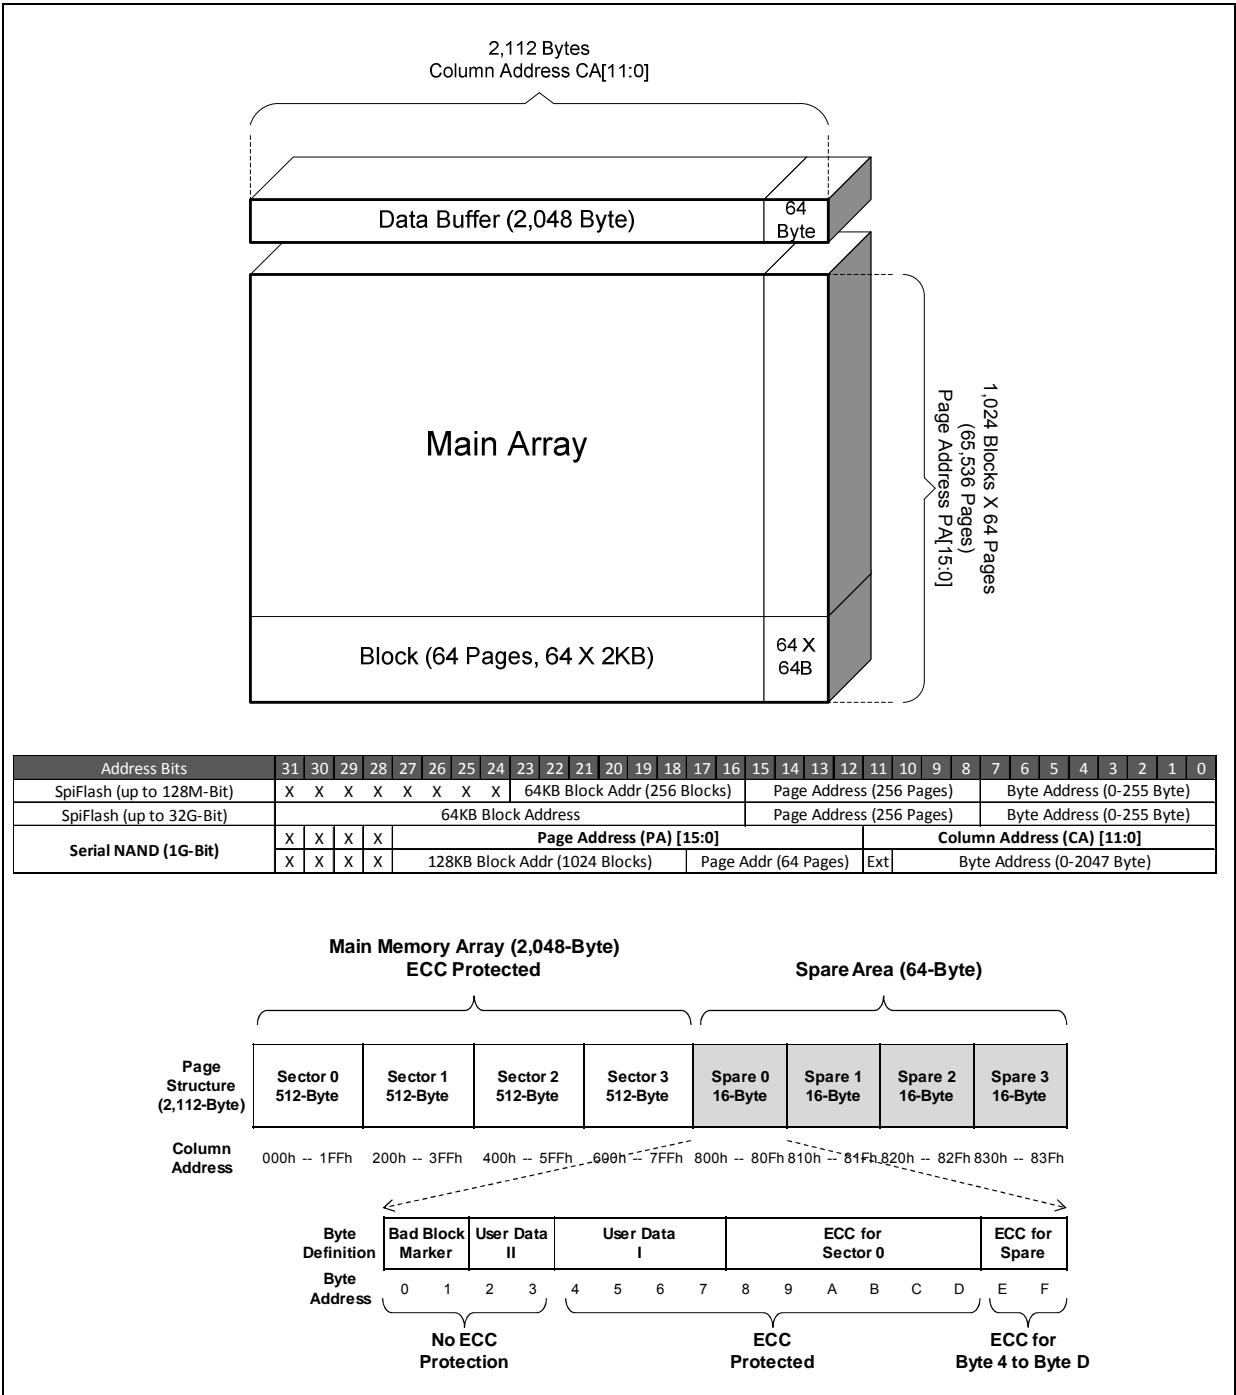 2,112 Bytes
Column Address CA[11:0]
Data Buffer (2,048 Byte)
64
Byte
Main Array
1,024 Blocks X 64 Pages
(65,536 Pages)
Page Address PA[15:0]
Block (64 Pages, 64 X 2KB)
64 X
64B
Address Bits 31 30 29 28 27 26 25 24 23 22 21 20 19 18 17 16 15 14 13 12 11 10 9 8 7 6 5 4 3 2 1 0
SpiFlash (up to 128M-Bit) X X X X X X X X 64KB Block Addr (256 Blocks) Page Address (256 Pages) Byte Address (0-255 Byte)
SpiFlash (up to 32G-Bit) 64KB Block Address Page Address (256 Pages) Byte Address (0-255 Byte)
Serial NAND (1G-Bit)
X X X X Page Address (PA) [15:0] Column Address (CA) [11:0]
X X X X 128KB Block Addr (1024 Blocks) Page Addr (64 Pages) Ext Byte Address (0-2047 Byte)
Main Memory Array (2,048-Byte)
ECC Protected
Spare Area (64-Byte)
Page
Structure
(2,112-Byte)
Sector 0
512-Byte
Sector 1
512-Byte
Sector 2
512-Byte
Sector 3
512-Byte
Spare 0
16-Byte
Spare 1
16-Byte
Spare 2
16-Byte
Spare 3
16-Byte
Column
Address
000h -- 1FFh 200h -- 3FFh 400h -- 5FFh 600h -- 7FFh 800h -- 80Fh 810h -- 81Fh 820h -- 82Fh 830h -- 83Fh
Byte
Definition
Bad Block
Marker
User Data
II
User Data
I
ECC for
Sector 0
ECC for
Spare
Byte
Address
0 1 2 3 4 5 6 7 8 9 A B C D E F
No ECC
Protection
ECC
Protected
ECC for
Byte 4 to Byte D